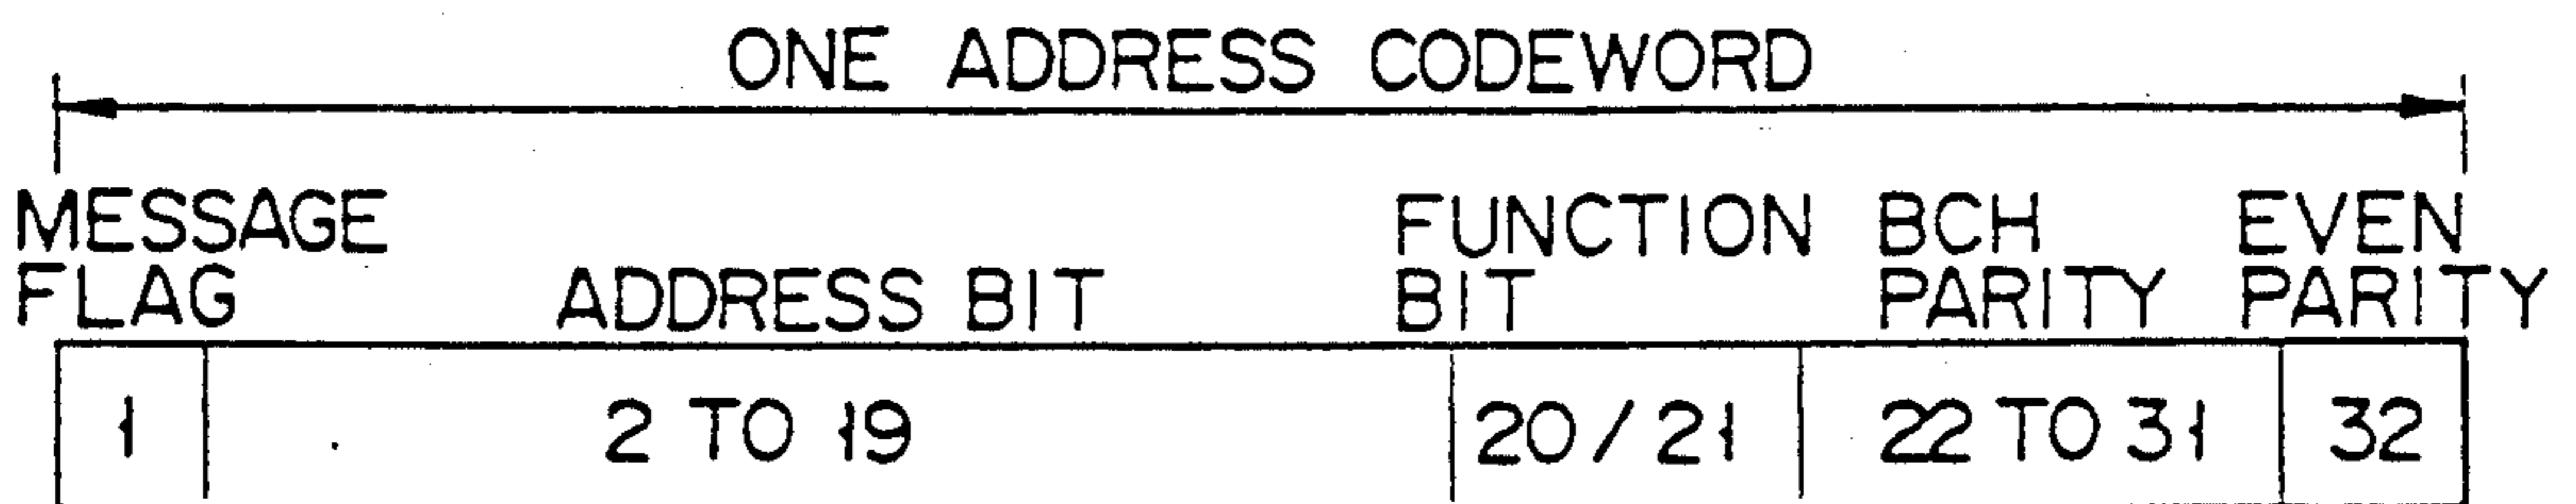 ONE ADDRESS CODEWORD
MESSAGE FLAG
ADDRESS BIT
FUNCTION BIT
BCH PARITY
EVEN PARITY
1
2 TO 19
20/21
22 TO 31
32